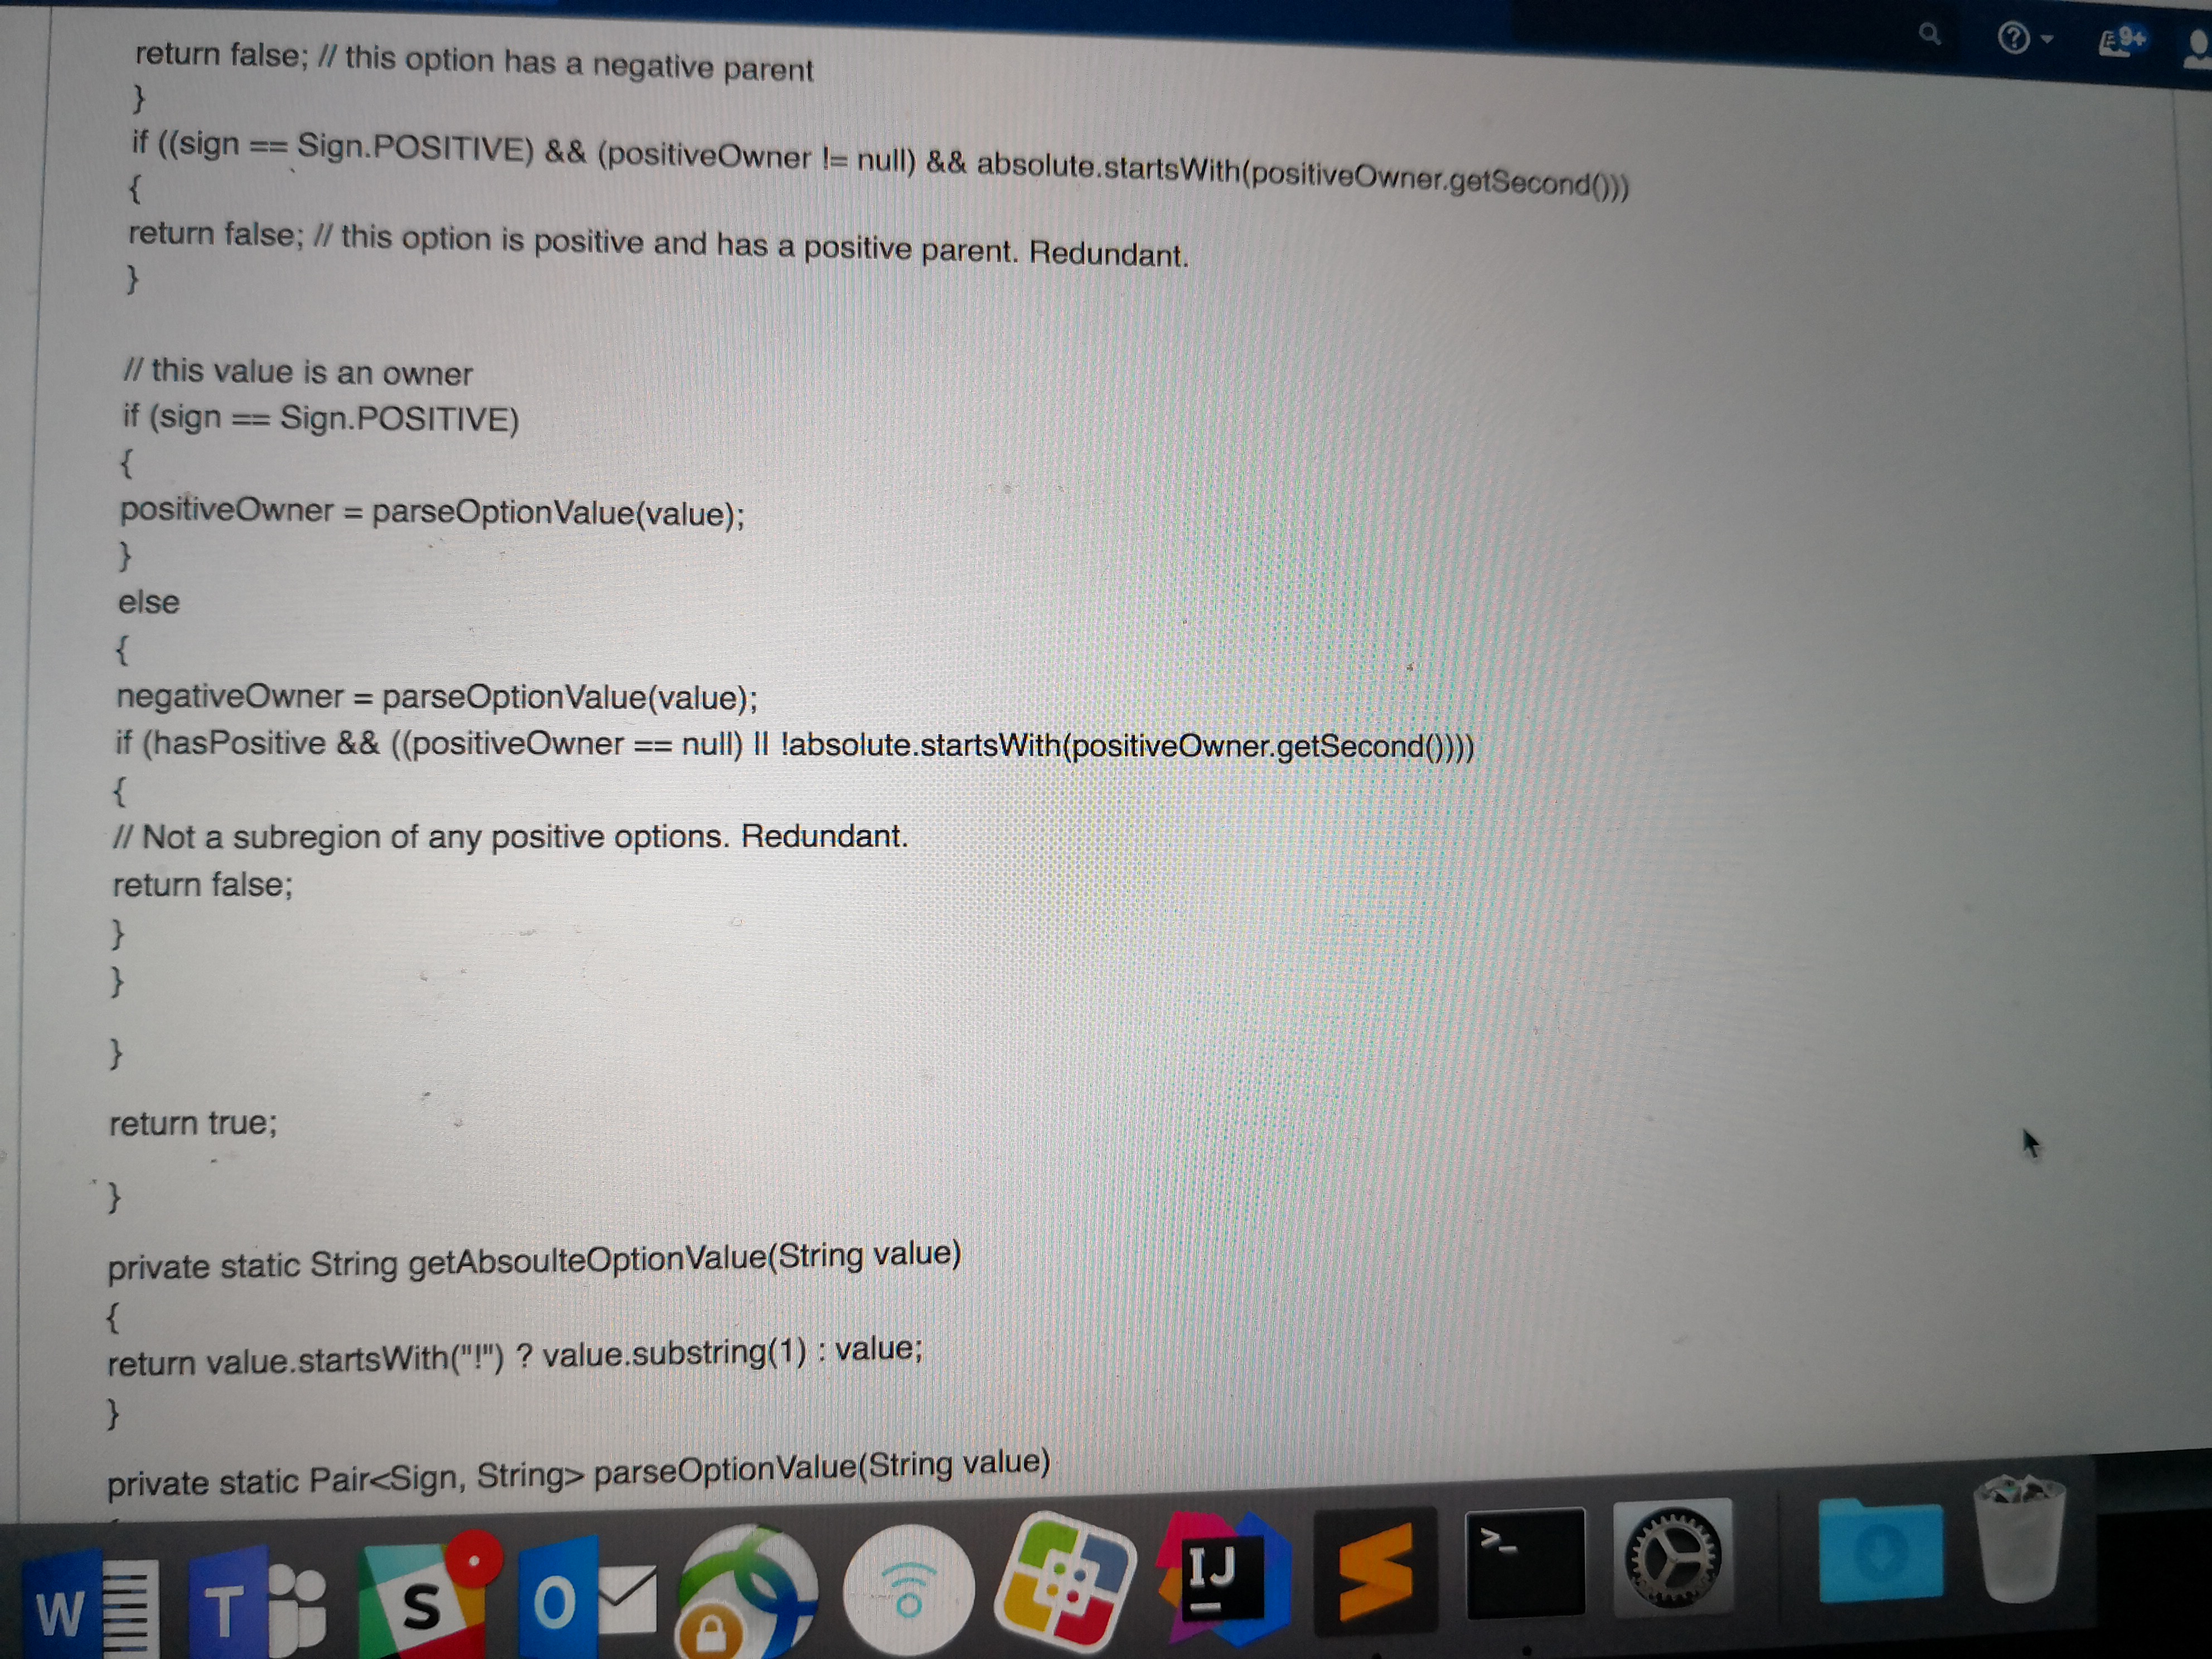 9+
return false; // this option has a negative parent
}
if ((sign == Sign.POSITIVE) && (positiveOwner != null) && absolute.startsWith(positiveOwner.getSecond()))
{
return false; // this option is positive and has a positive parent. Redundant.
}
// this value is an owner
if (sign == Sign.POSITIVE)
{
positiveOwner = parseOptionValue(value);
}
else
{
negativeOwner = parseOptionValue(value);
if (hasPositive && ((positiveOwner == null) || !absolute.startsWith(positiveOwner.getSecond())))
{
// Not a subregion of any positive options. Redundant.
return false;
}
}
}
return true;
}
private static String getAbsoulteOptionValue(String value)
{
return value.startsWith("!") ? value.substring(1) : value;
}
private static Pair<Sign, String> parseOptionValue(String value)
W
T
S
O
IJ
>_